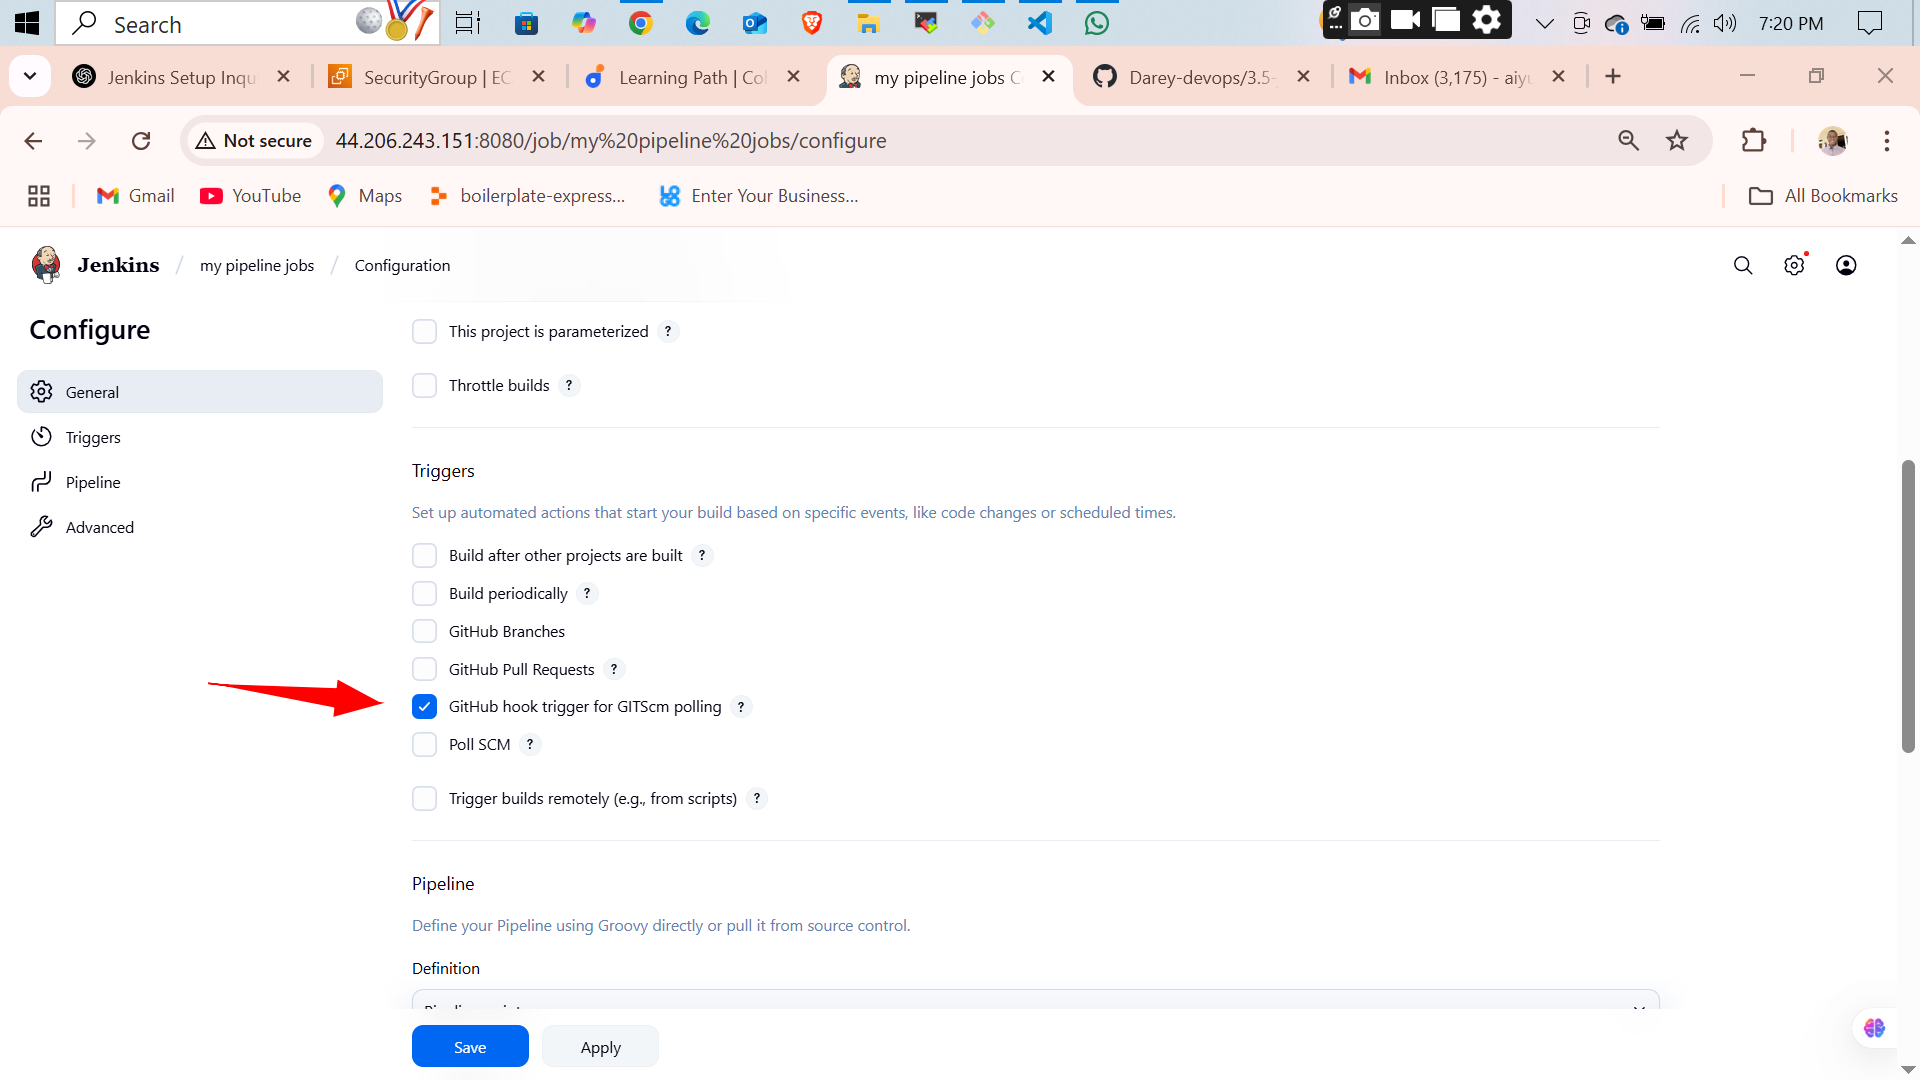 Search
7:20 PM
Jenkins Setup Inqu
SecurityGroup | EC
Learning Path | Col
my pipeline jobs C
Darey-devops/3.5-
Inbox (3,175) - aiyu
Not secure
44.206.243.151:8080/job/my%20pipeline%20jobs/configure
Gmail
YouTube
Maps
boilerplate-express...
Enter Your Business...
All Bookmarks
Jenkins / my pipeline jobs / Configuration
Configure
General
Triggers
Pipeline
Advanced
This project is parameterized ?
Throttle builds ?
Triggers
Set up automated actions that start your build based on specific events, like code changes or scheduled times.
Build after other projects are built ?
Build periodically ?
GitHub Branches
GitHub Pull Requests ?
GitHub hook trigger for GITScm polling ?
Poll SCM ?
Trigger builds remotely (e.g., from scripts) ?
Pipeline
Define your Pipeline using Groovy directly or pull it from source control.
Definition
Pipeline script
Save
Apply